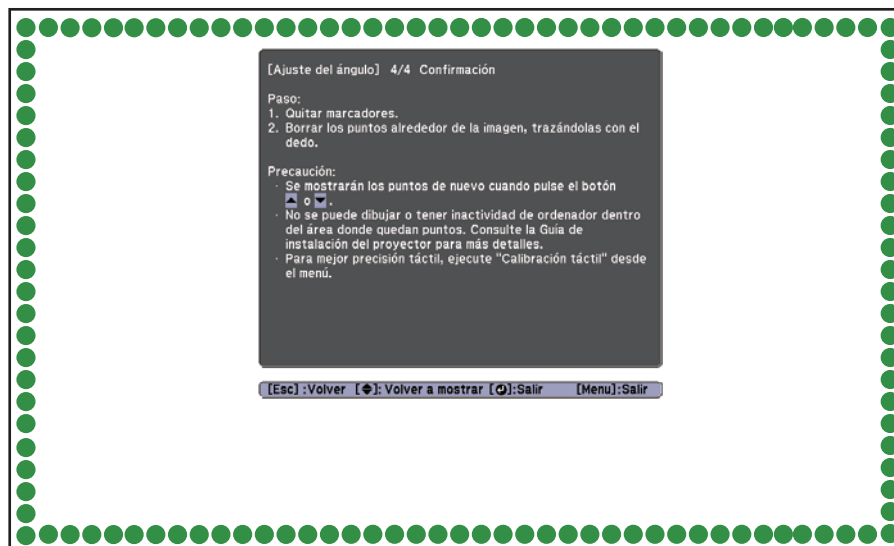 [Ajuste del ángulo] 4/4 Confirmación
Paso:
1. Quitar marcadores.
2. Borrar los puntos alrededor de la imagen, trazándolas con el
dedo.
Precaución:
· Se mostrarán los puntos de nuevo cuando pulse el botón
▲ o ▼.
· No se puede dibujar o tener inactividad de ordenador dentro
del área donde quedan puntos. Consulte la Guía de
instalación del proyector para más detalles.
· Para mejor precisión táctil, ejecute "Calibración táctil" desde
el menú.
[Esc] :Volver [◆]: Volver a mostrar [↲]:Salir [Menu]:Salir